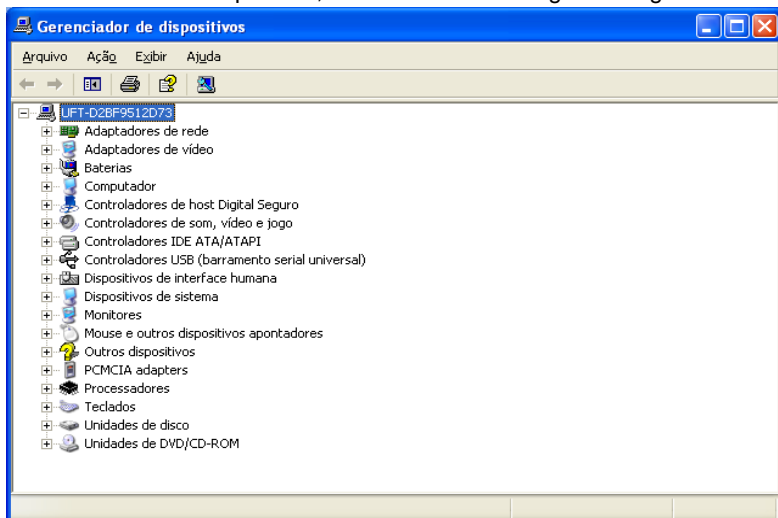 Gerenciador de dispositivos
Arquivo Ação Exibir Ajuda
UFT-D2BF9512D73
Adaptadores de rede
Adaptadores de vídeo
Baterias
Computador
Controladores de host Digital Seguro
Controladores de som, vídeo e jogo
Controladores IDE ATA/ATAPI
Controladores USB (barramento serial universal)
Dispositivos de interface humana
Dispositivos de sistema
Monitores
Mouse e outros dispositivos apontadores
Outros dispositivos
PCMCIA adapters
Processadores
Teclados
Unidades de disco
Unidades de DVD/CD-ROM